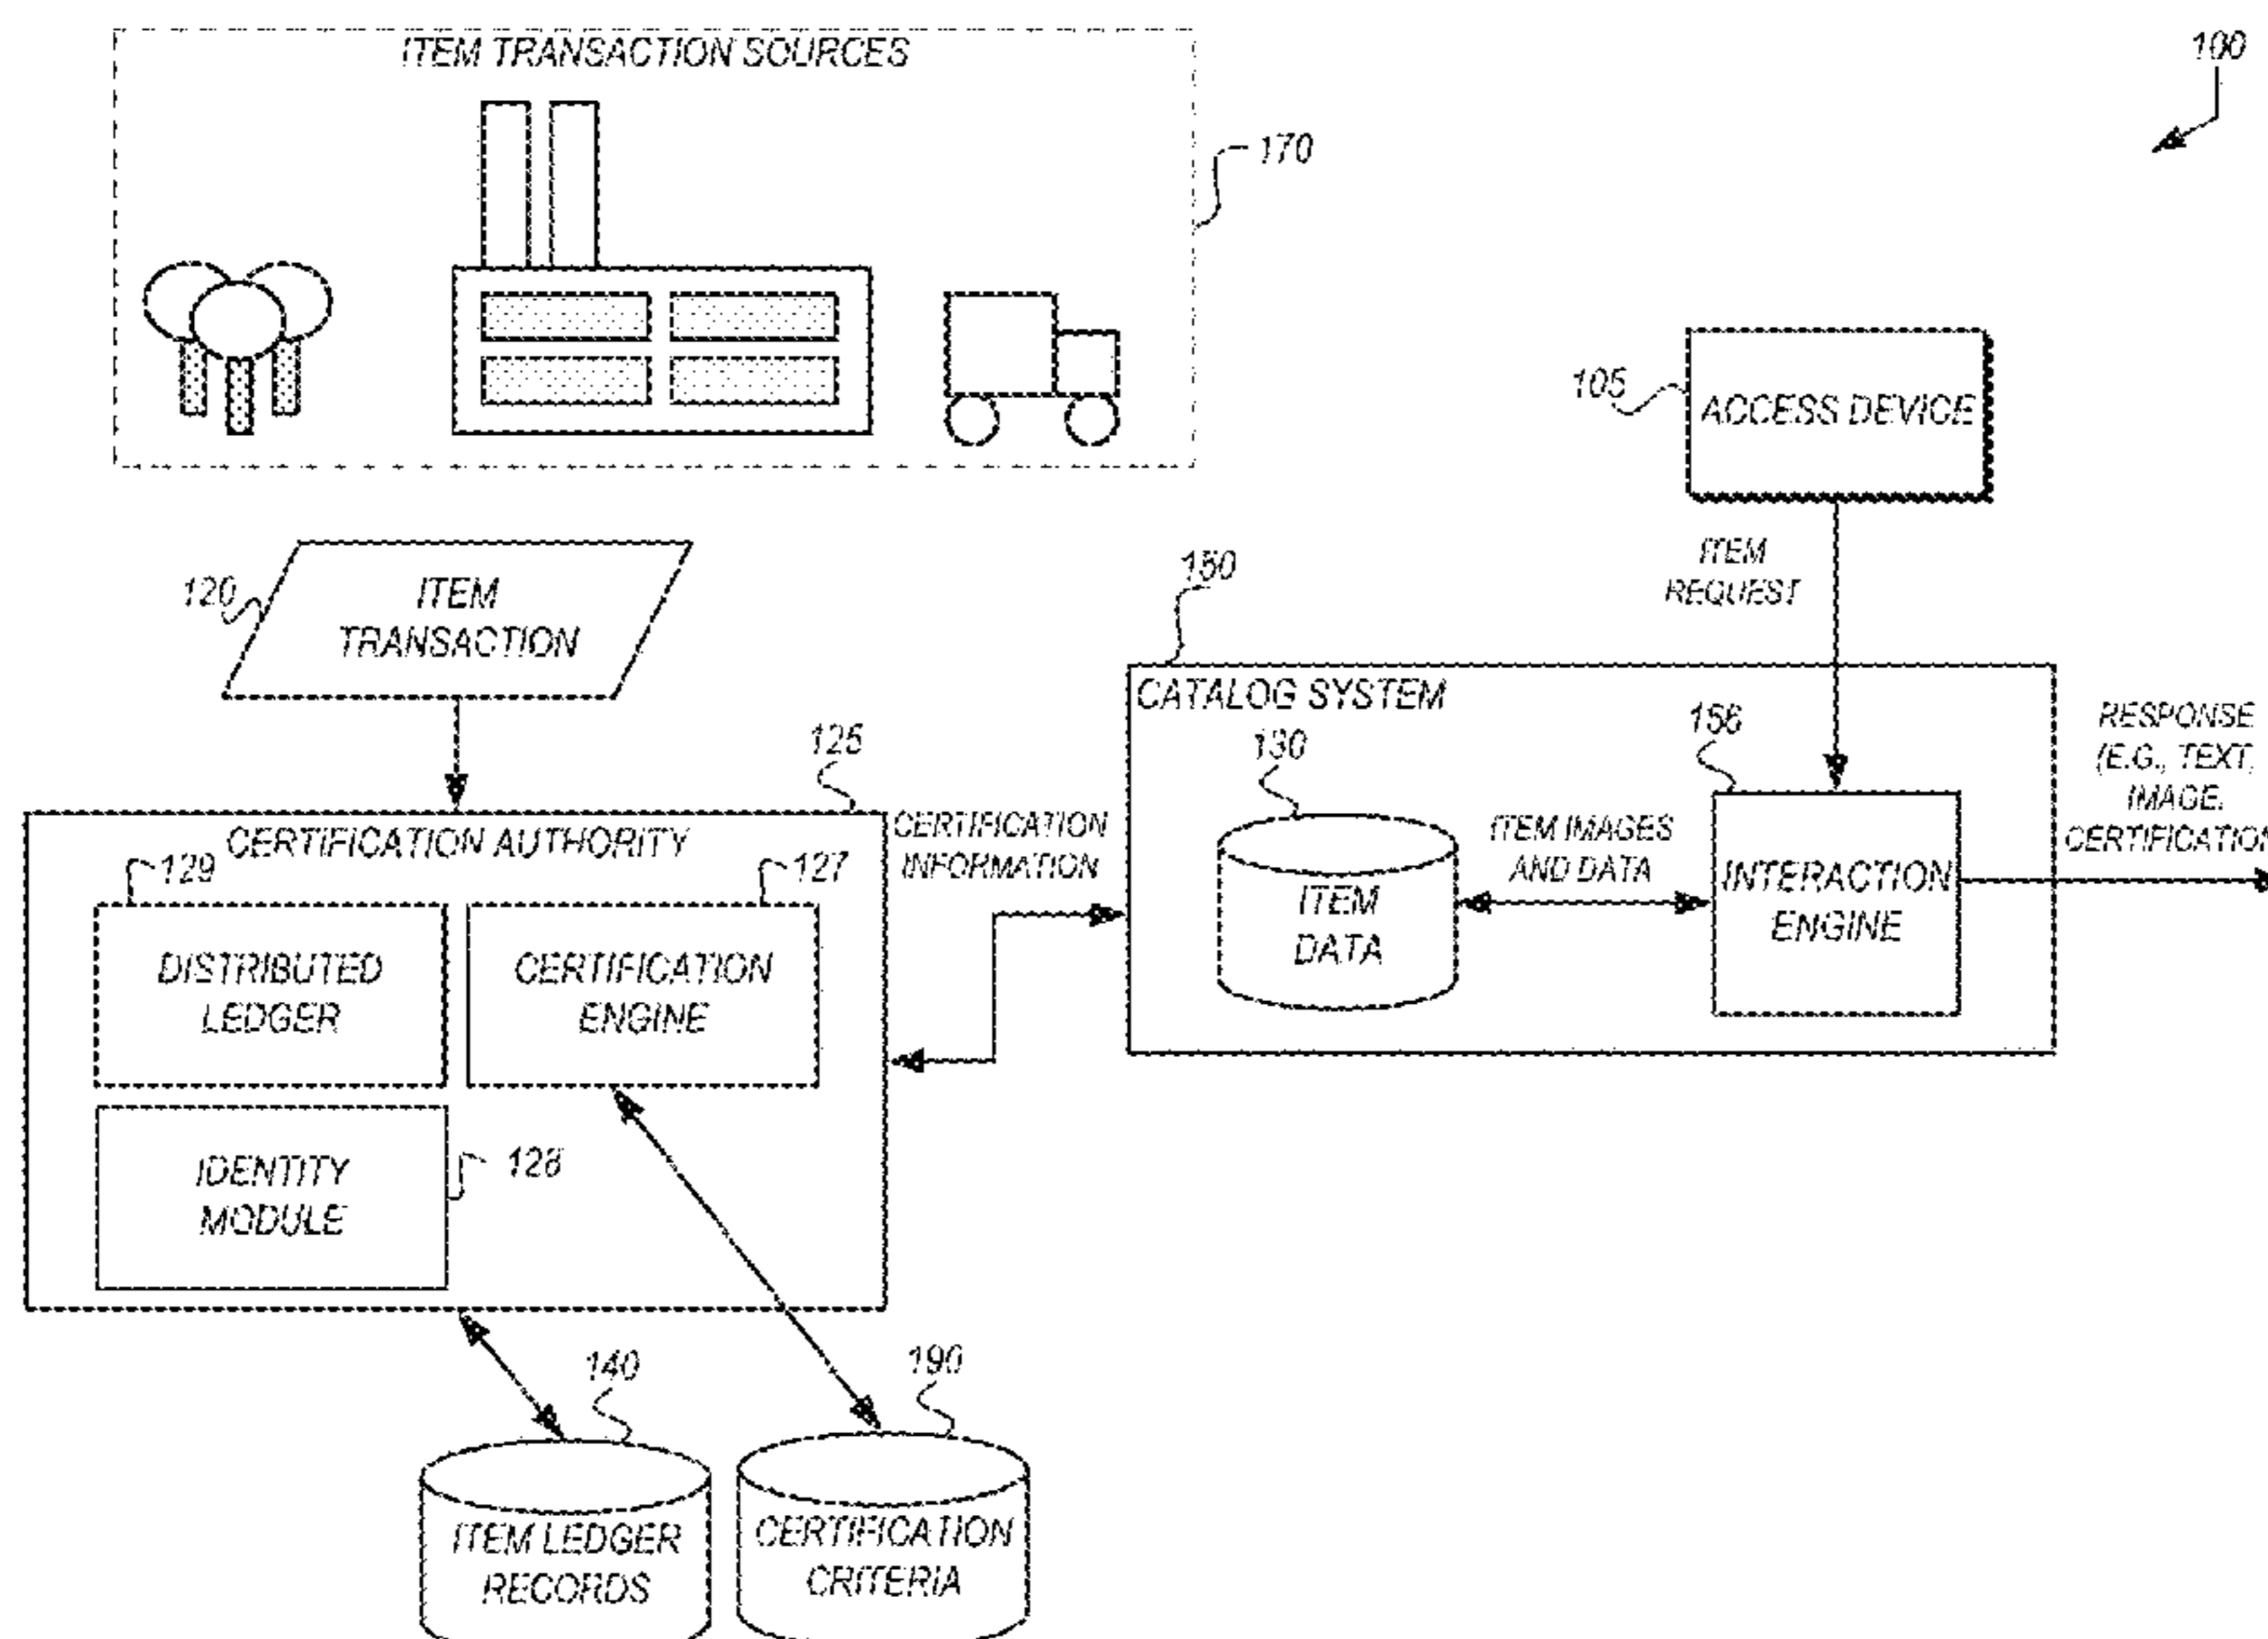 ITEM TRANSACTION SOURCES
100
170
105
ACCESS DEVICE
ITEM
REQUEST
120
ITEM
TRANSACTION
150
CATALOG SYSTEM
156
130
ITEM
DATA
ITEM IMAGES
AND DATA
INTERACTION
ENGINE
RESPONSE
(E.G., TEXT,
IMAGE,
CERTIFICATION
125
CERTIFICATION AUTHORITY
CERTIFICATION
INFORMATION
129
127
DISTRIBUTED
LEDGER
CERTIFICATION
ENGINE
IDENTITY
MODULE
128
140
190
ITEM LEDGER
RECORDS
CERTIFICATION
CRITERIA